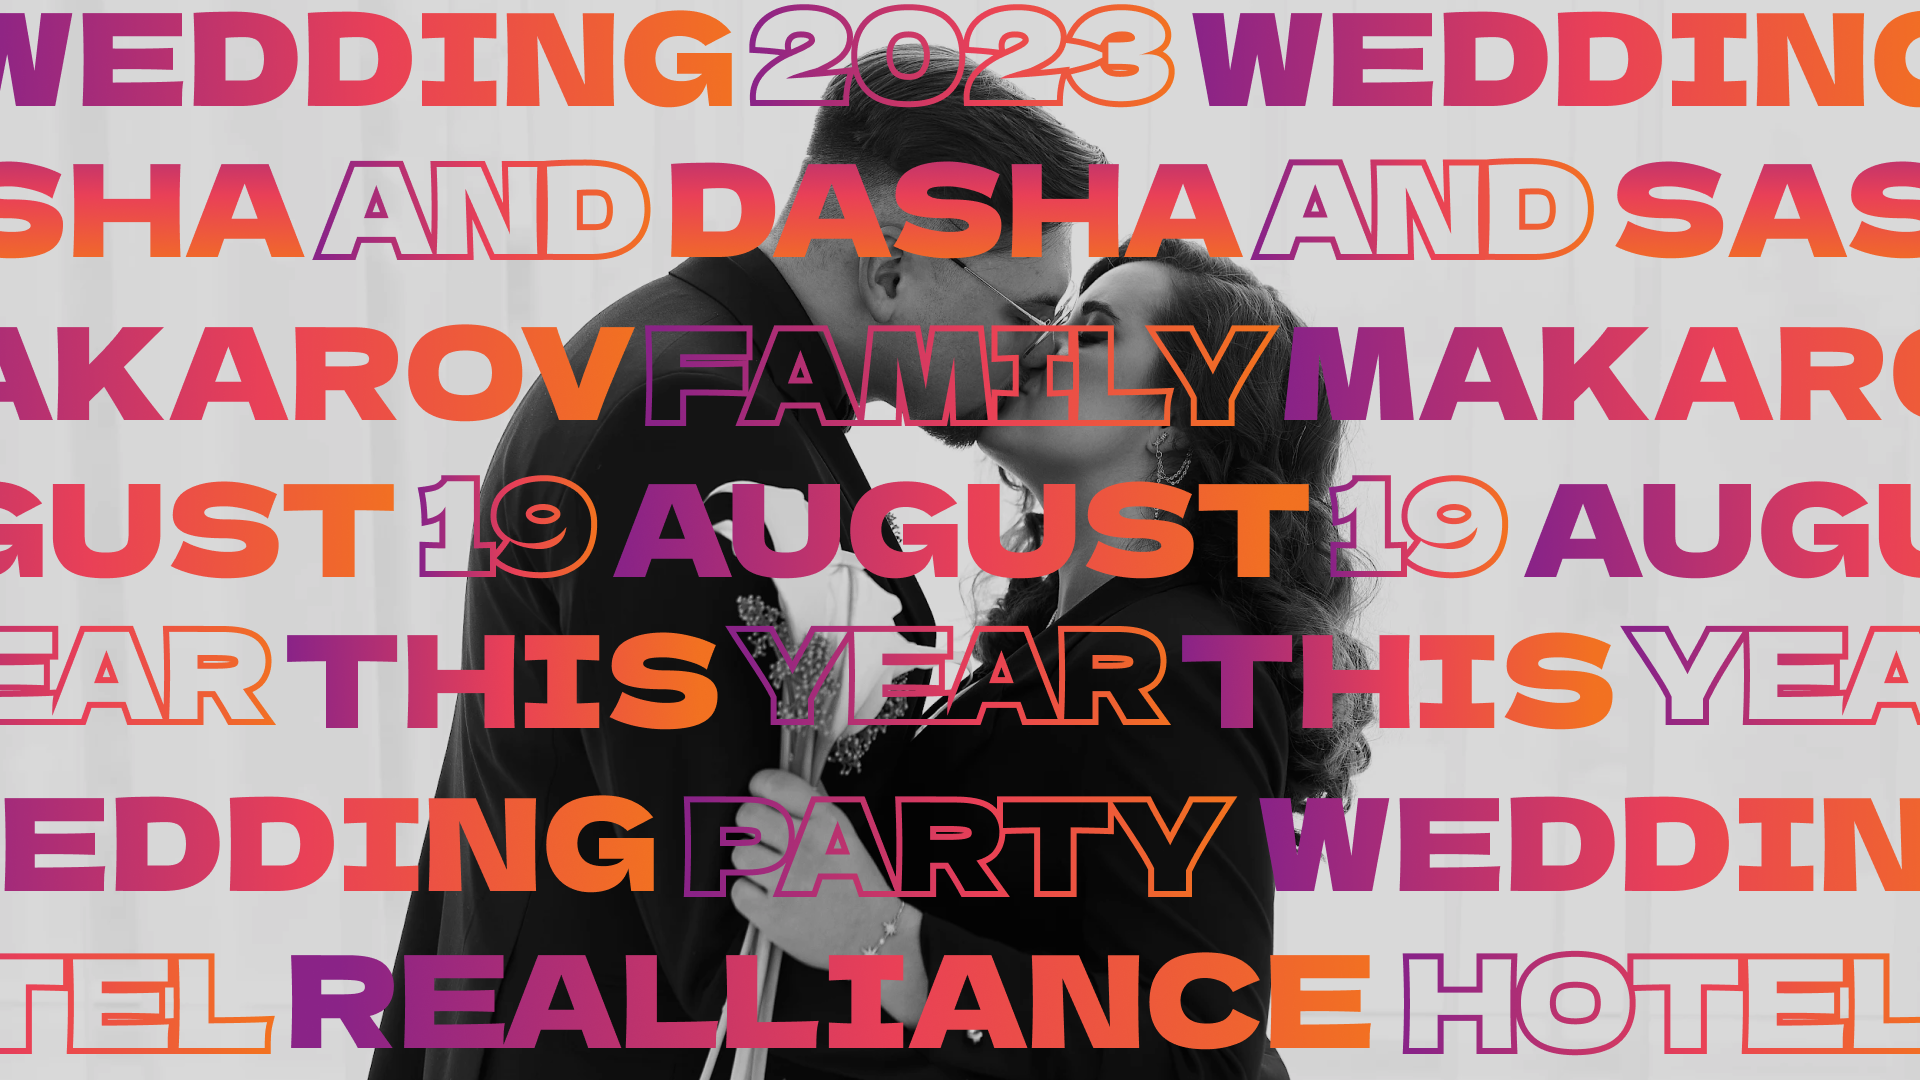 WEDDING 2023 WEDDING
SHA AND DASHA AND SAS
AKAROV FAMILY MAKARO
GUST 19 AUGUST 19 AUGU
EAR THIS YEAR THIS YEA
EDDING PARTY WEDDIN
TEL REALLIANCE HOTEL